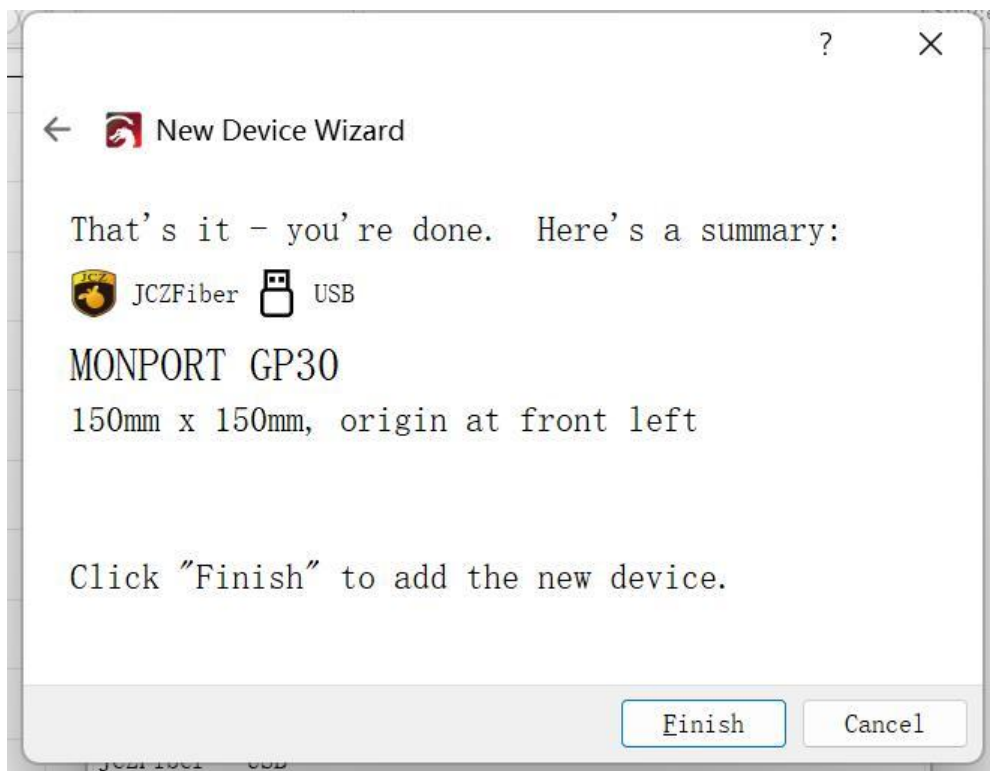 ?
New Device Wizard
That's it - you're done. Here's a summary:
JCZ JCZFiber USB
MONPORT GP30
150mm x 150mm, origin at front left
Click "Finish" to add the new device.
Finish Cancel